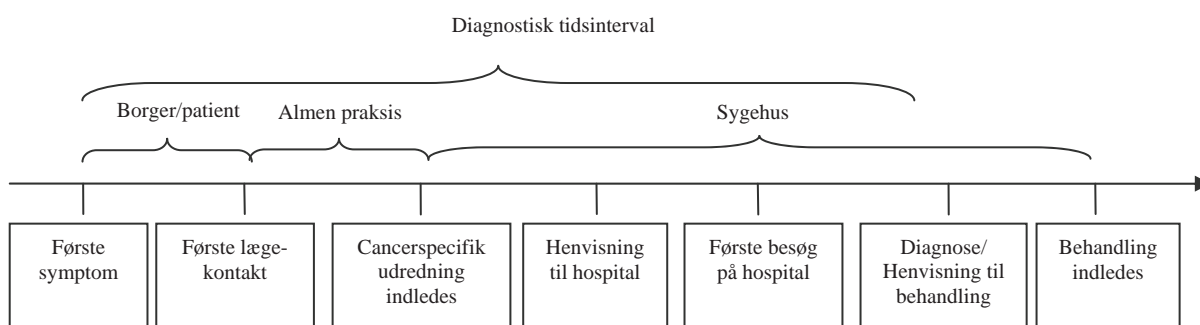 Diagnostisk tidsinterval
Borger/patient
Almen praksis
Sygehus
Første
symptom
Første læge-
kontakt
Cancerspecifik
udredning
indledes
Henvisning
til hospital
Første besøg
på hospital
Diagnose/
Henvisning til
behandling
Behandling
indledes